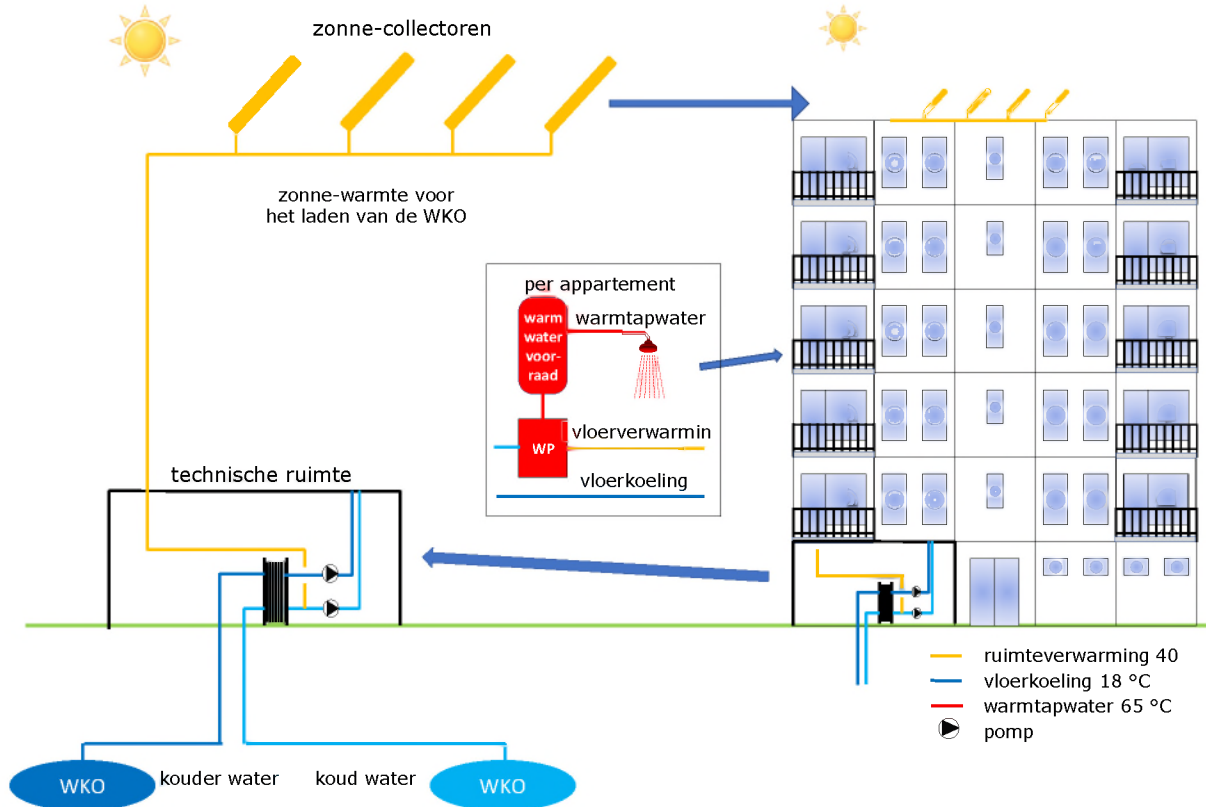 zonne-collectoren
zonne-warmte voor
het laden van de WKO
per appartement
warm
water
voor-
raad
warmtapwater
WP
vloerverwarmin
vloerkoeling
technische ruimte
WKO
kouder water
koud water
WKO
ruimteverwarming 40
vloerkoeling 18 °C
warmtapwater 65 °C
pomp